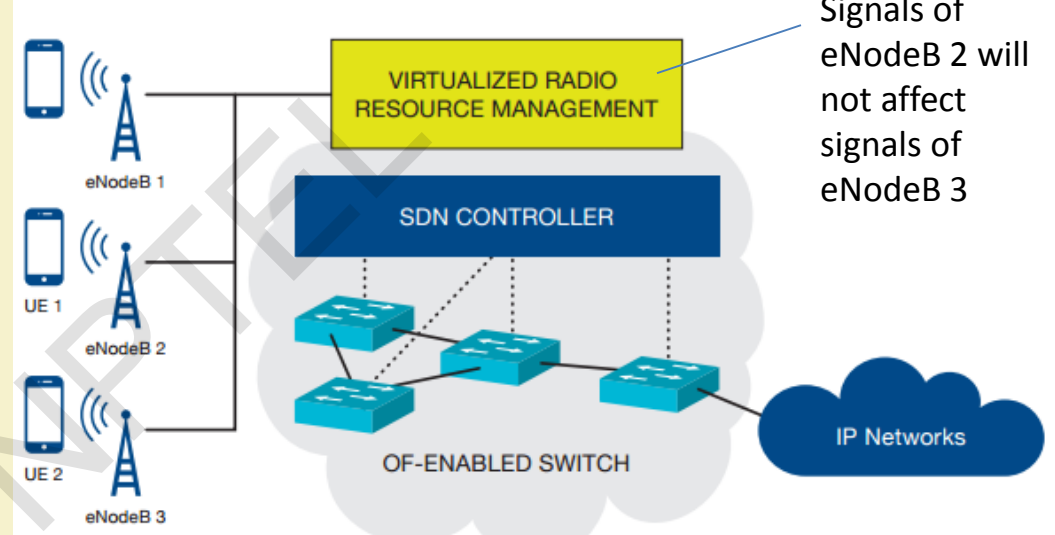 Signals of
eNodeB 2 will
not affect
signals of
eNodeB 3
VIRTUALIZED RADIO
RESOURCE MANAGEMENT
eNodeB 1
SDN CONTROLLER
UE 1
eNodeB 2
UE 2
eNodeB 3
OF-ENABLED SWITCH
IP Networks
NPTEL